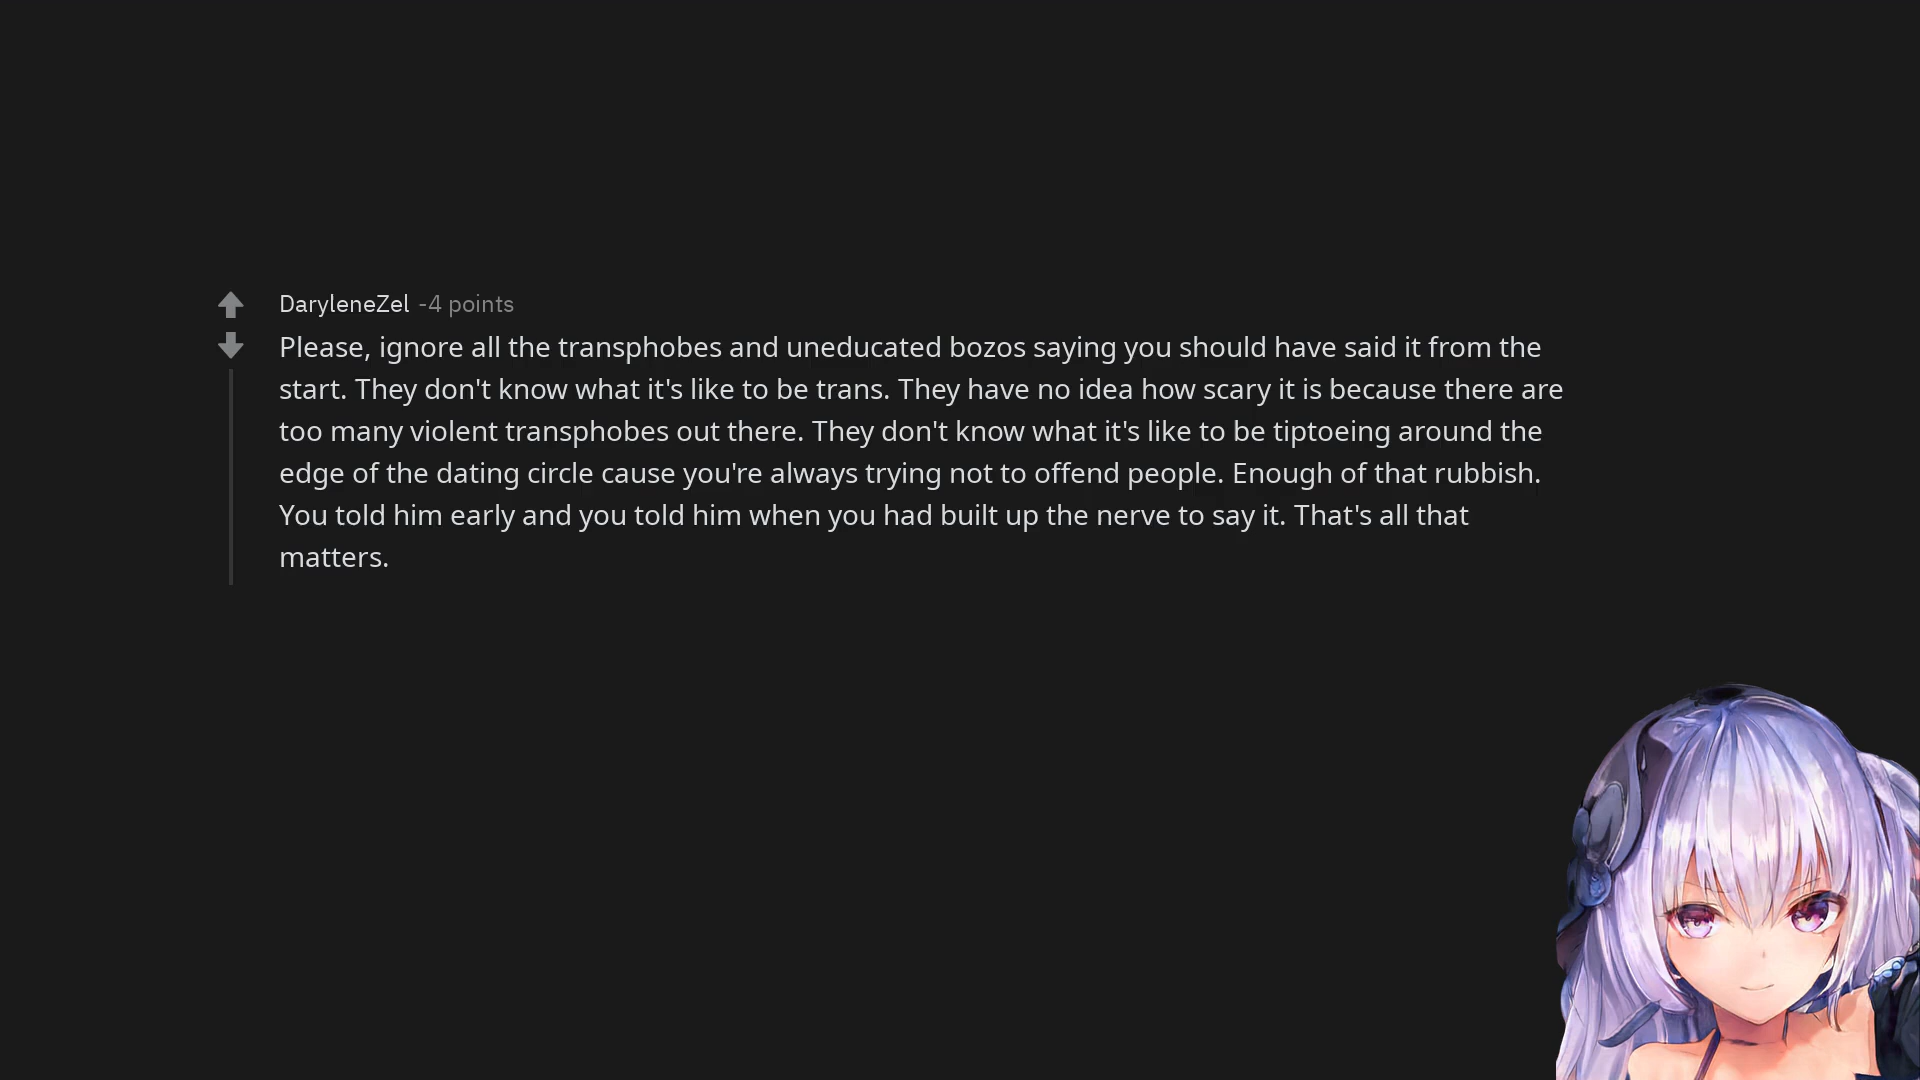 DaryleneZel -4 points
Please, ignore all the transphobes and uneducated bozos saying you should have said it from the
start. They don't know what it's like to be trans. They have no idea how scary it is because there are
too many violent transphobes out there. They don't know what it's like to be tiptoeing around the
edge of the dating circle cause you're always trying not to offend people. Enough of that rubbish.
You told him early and you told him when you had built up the nerve to say it. That's all that
matters.